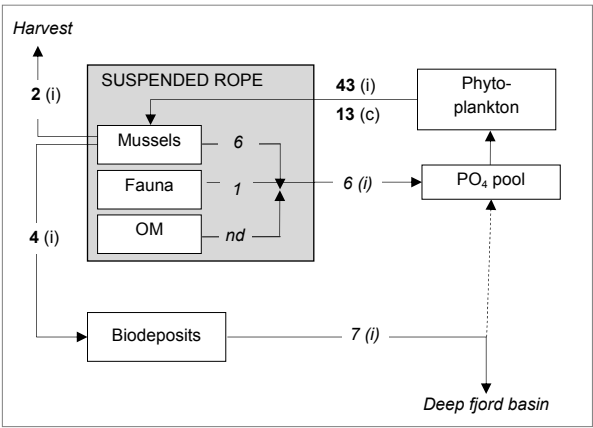 Harvest
2 (i)
SUSPENDED ROPE
43 (i)
13 (c)
Phyto-
plankton
Mussels
6
Fauna
1
6 (i)
PO₄ pool
OM
nd
4 (i)
Biodeposits
7 (i)
Deep fjord basin